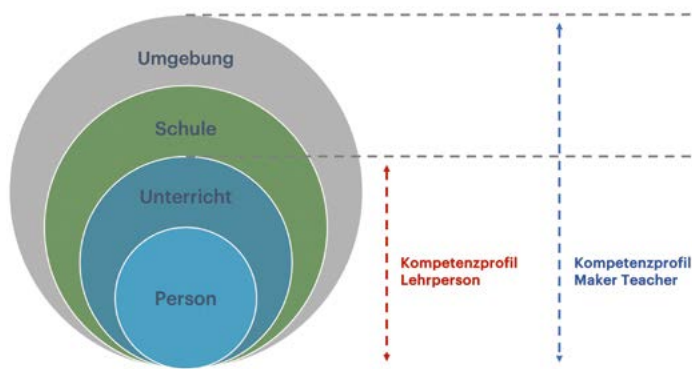 Umgebung
Schule
Unterricht
Person
Kompetenzprofil
Lehrperson
Kompetenzprofil
Maker Teacher